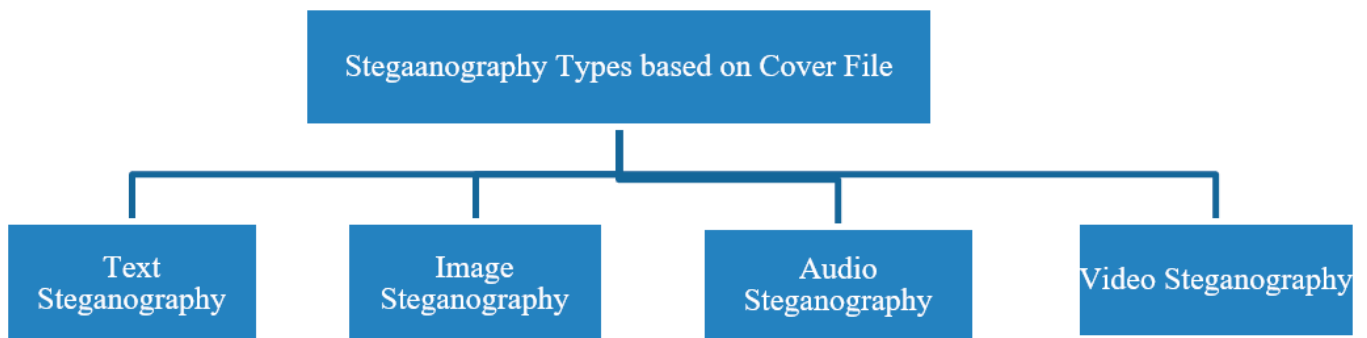 Stegaanography Types based on Cover File
Text
Steganography
Image
Steganography
Audio
Steganography
Video Steganography